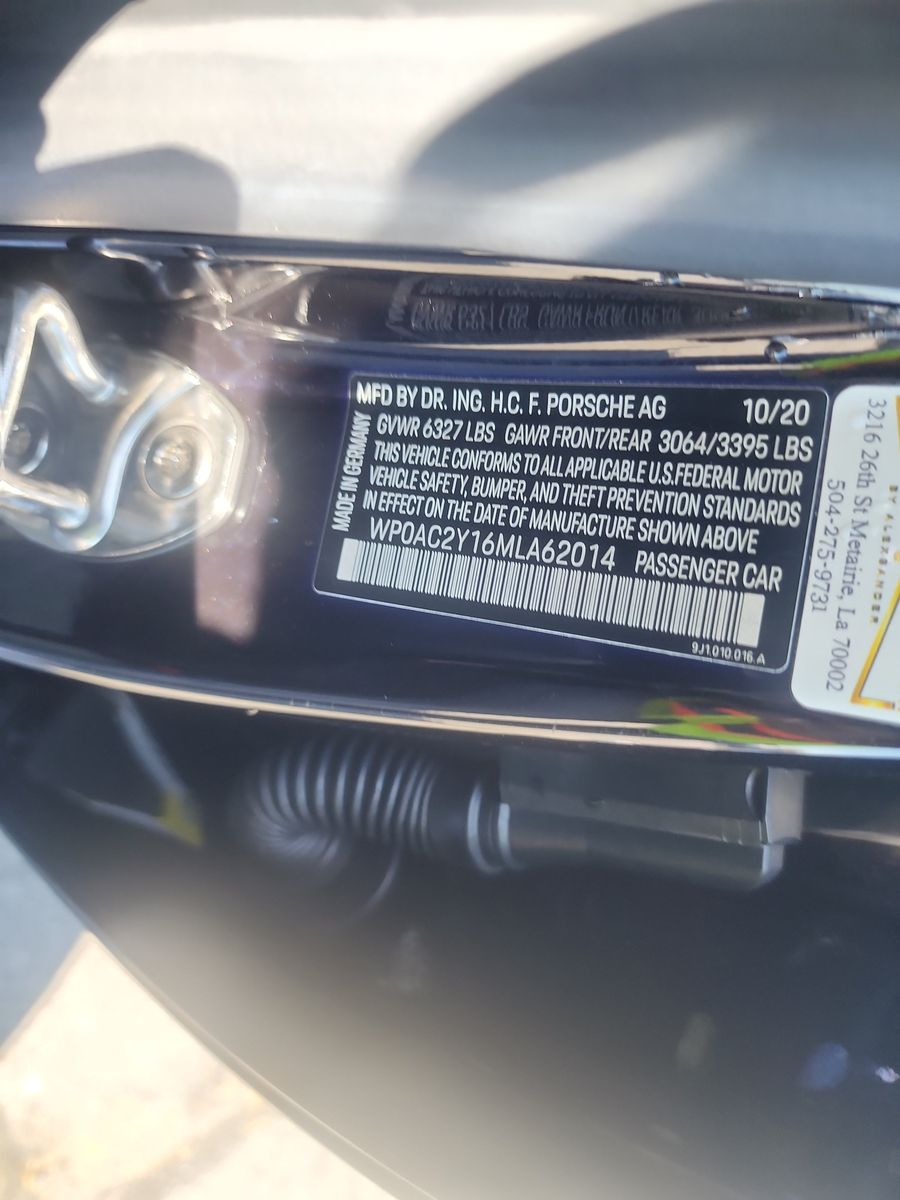 MFD BY DR. ING. H.C. F. PORSCHE AG 10/20
GVWR 6327 LBS GAWR FRONT/REAR 3064/3395 LBS
THIS VEHICLE CONFORMS TO ALL APPLICABLE U.S.FEDERAL MOTOR
VEHICLE SAFETY, BUMPER, AND THEFT PREVENTION STANDARDS
IN EFFECT ON THE DATE OF MANUFACTURE SHOWN ABOVE
WP0AC2Y16MLA62014 PASSENGER CAR
9J1.010.016.A
MADE IN GERMANY
BY ALEXSANDER
3216 26th St Metairie, La 70002
504-275-9731